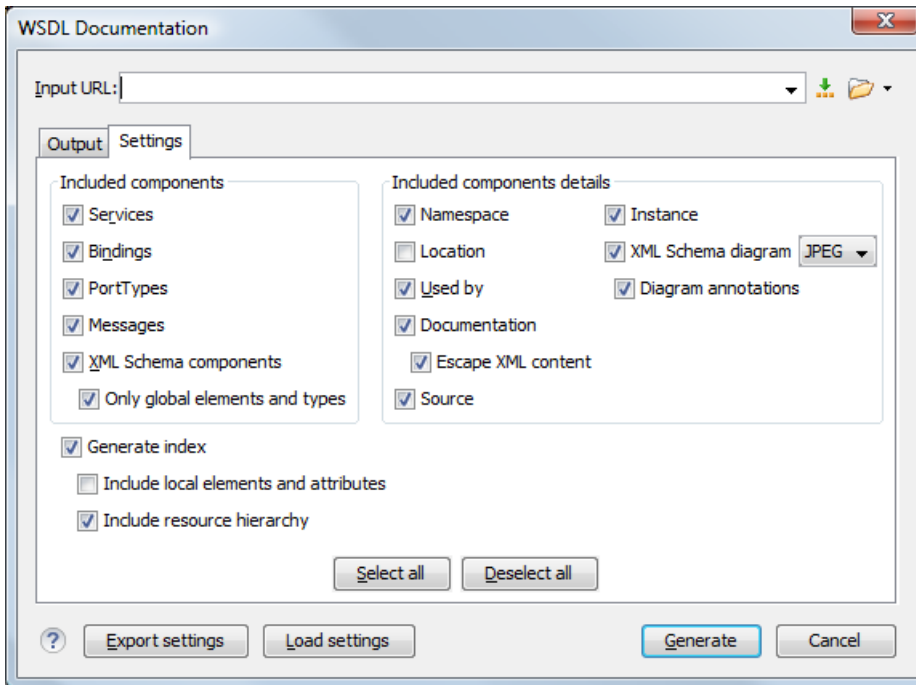 WSDL Documentation
Input URL:
Output Settings
Included components
Services
Bindings
PortTypes
Messages
XML Schema components
Only global elements and types
Included components details
Namespace
Location
Used by
Documentation
Escape XML content
Source
Instance
XML Schema diagram JPEG
Diagram annotations
Generate index
Include local elements and attributes
Include resource hierarchy
Select all Deselect all
? Export settings Load settings Generate Cancel